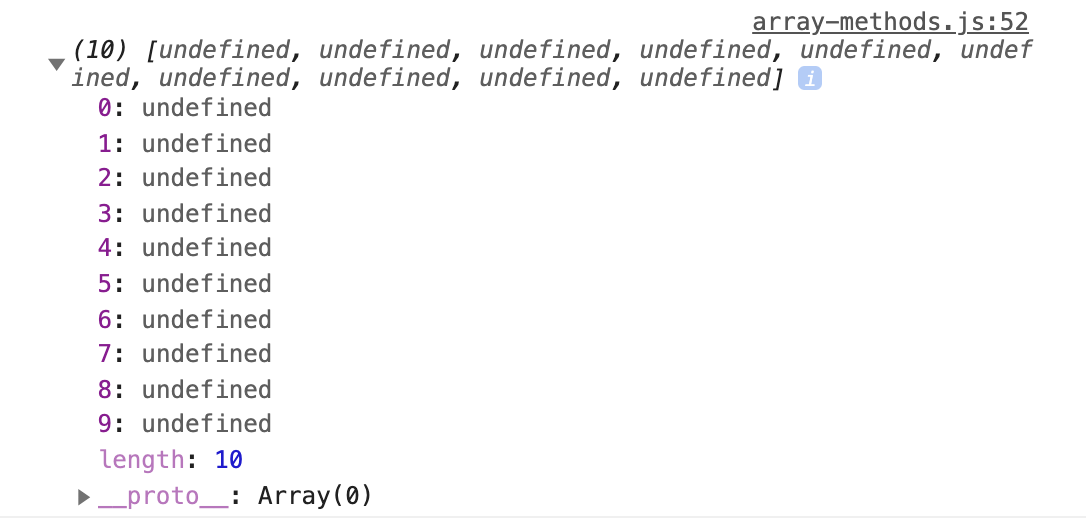 array-methods.js:52
(10) [undefined, undefined, undefined, undefined, undefined, undef
ined, undefined, undefined, undefined, undefined] i
0: undefined
1: undefined
2: undefined
3: undefined
4: undefined
5: undefined
6: undefined
7: undefined
8: undefined
9: undefined
length: 10
__proto__: Array(0)